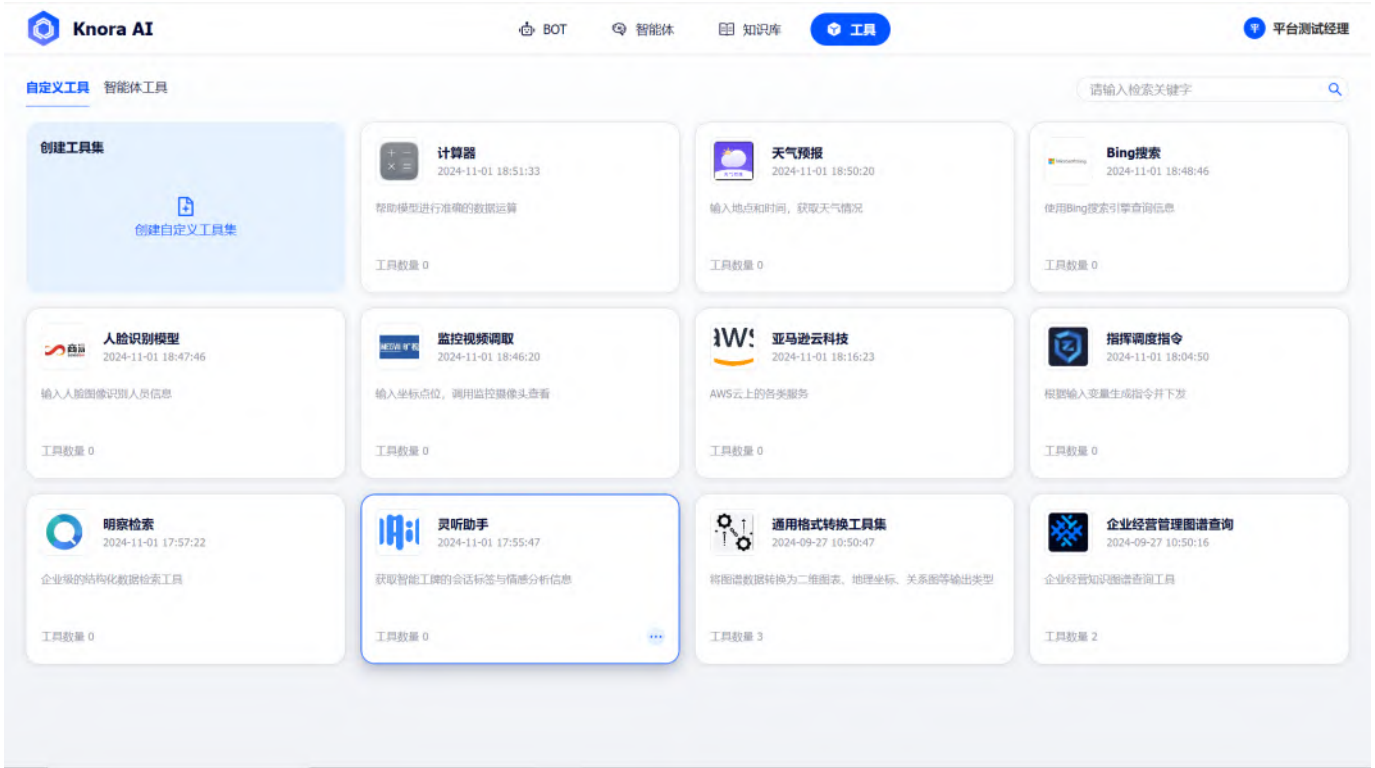 Knora AI
BOT
智能体
知识库
工具
平
平台测试经理
自定义工具
智能体工具
请输入检索关键字
创建工具集
创建自定义工具集
计算器
2024-11-01 18:51:33
帮助模型进行准确的数据运算
工具数量 0
天气预报
2024-11-01 18:50:20
输入地点和时间，获取天气情况
工具数量 0
Bing搜索
2024-11-01 18:48:46
使用Bing搜索引擎查询信息
工具数量 0
人脸识别模型
2024-11-01 18:47:46
输入人脸图像识别人员信息
工具数量 0
监控视频调取
2024-11-01 18:46:20
输入坐标点位，调用监控摄像头查看
工具数量 0
亚马逊云科技
2024-11-01 18:16:23
AWS云上的各类服务
工具数量 0
指挥调度指令
2024-11-01 18:04:50
根据输入变量生成指令并下发
工具数量 0
明察检索
2024-11-01 17:57:22
企业级的结构化数据检索工具
工具数量 0
灵听助手
2024-11-01 17:55:47
获取智能工牌的会话标签与情感分析信息
工具数量 0
通用格式转换工具集
2024-09-27 10:50:47
将图谱数据转换为二维图表、地理坐标、关系图等输出类型
工具数量 3
企业经营管理图谱查询
2024-09-27 10:50:16
企业经营知识图谱查询工具
工具数量 2